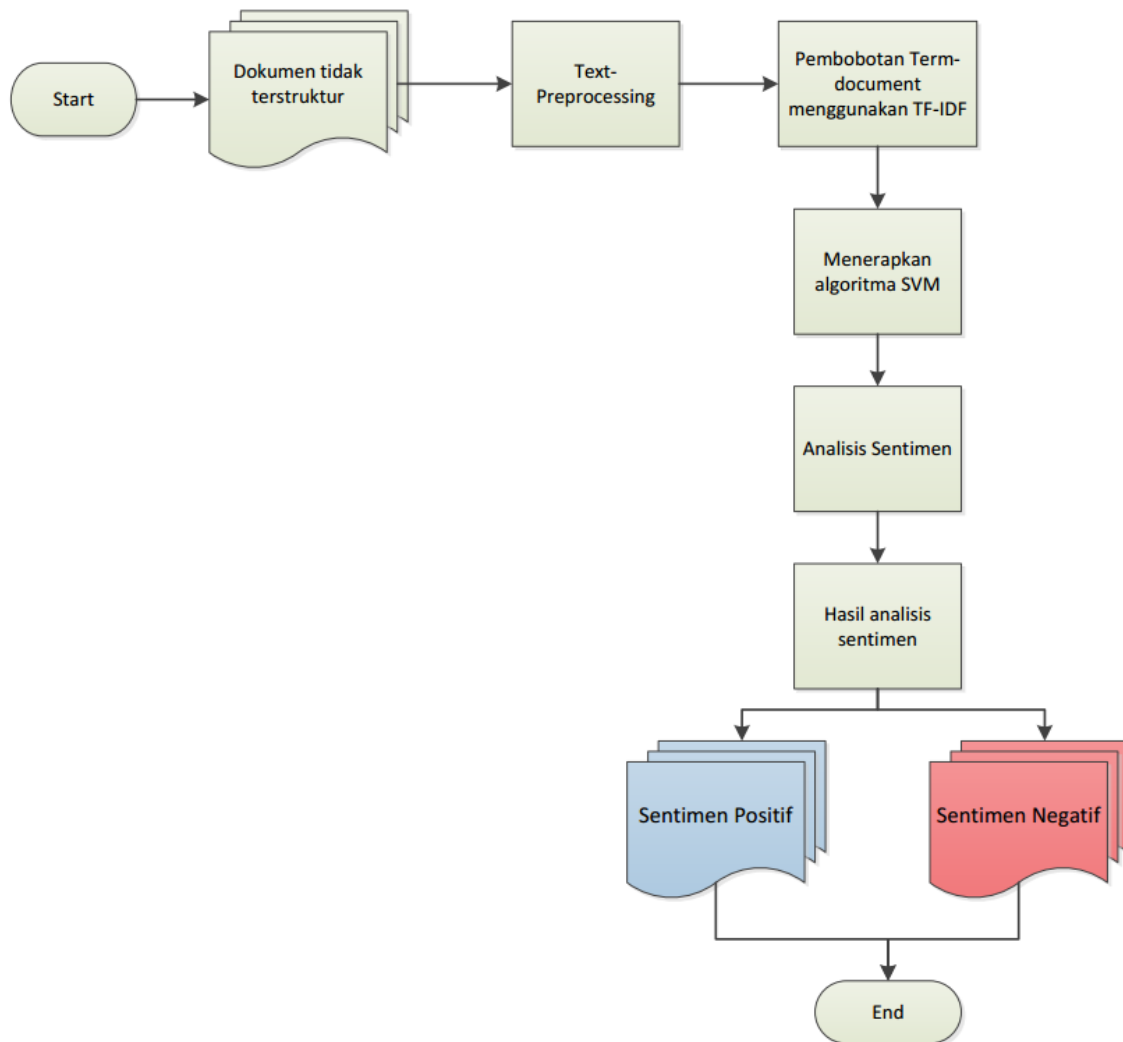 Start
Dokumen tidak
terstruktur
Text-
Preprocessing
Pembobotan Term-
document
menggunakan TF-IDF
Menerapkan
algoritma SVM
Analisis Sentimen
Hasil analisis
sentimen
Sentimen Positif
Sentimen Negatif
End